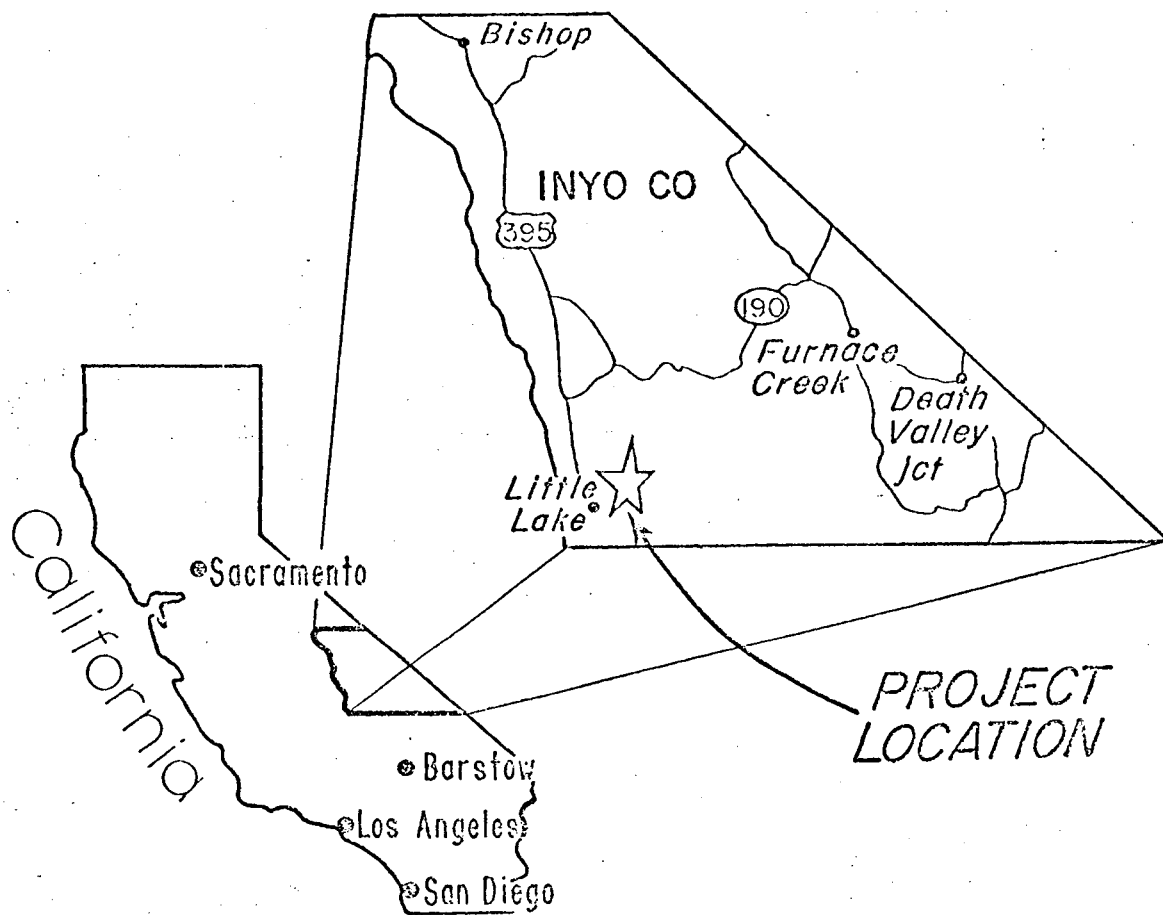 Bishop
INYO CO
395
190
Furnace
Creek
Death
Valley
Jct
Little
Lake
California
Sacramento
PROJECT
LOCATION
Barstow
Los Angeles
San Diego